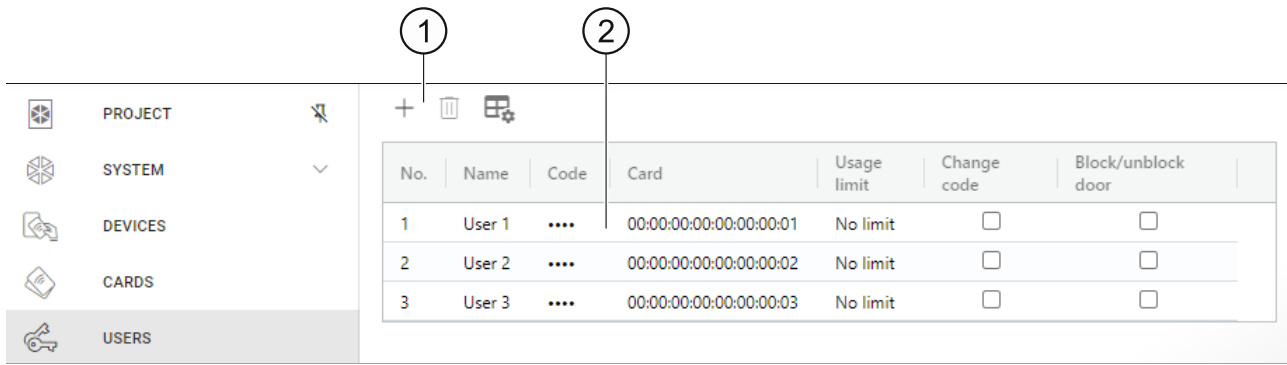 1 2
PROJECT
SYSTEM
DEVICES
CARDS
USERS
No. Name Code Card Usage limit Change code Block/unblock door
1 User 1 •••• 00:00:00:00:00:00:00:01 No limit
2 User 2 •••• 00:00:00:00:00:00:00:02 No limit
3 User 3 •••• 00:00:00:00:00:00:00:03 No limit